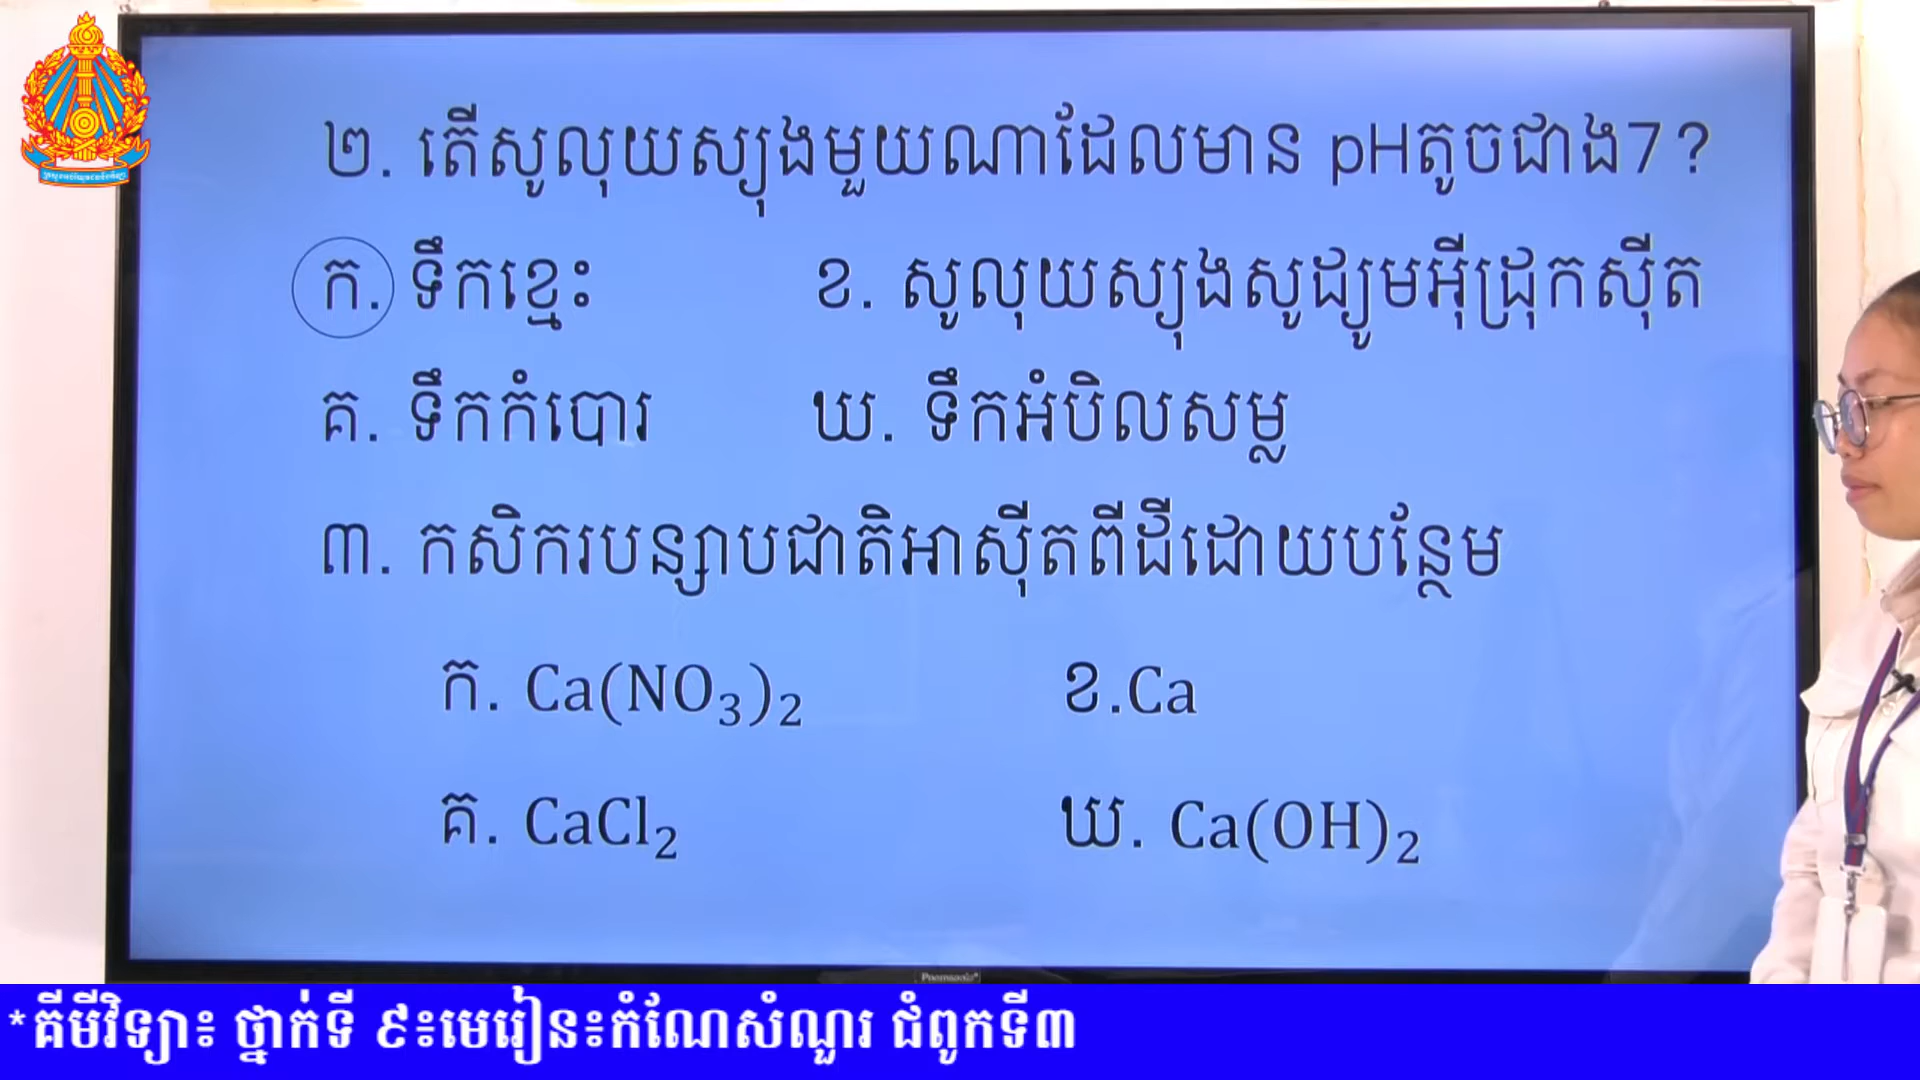 ២. តើសូលុយស្យុងមួយណាដែលមាន pHតូចជាង7?
ក. ទឹកខ្មេះ ខ. សូលុយស្យុងសូដ្យូមអ៊ីដ្រុកស៊ីត
គ. ទឹកកំបោរ ឃ. ទឹកអំបិលសម្ល
៣. កសិករបន្សាបជាតិអាស៊ីតពីដីដោយបន្ថែម
ក. Ca(NO₃)₂ ខ.Ca
គ. CaCl₂ ឃ. Ca(OH)₂
*គីមីវិទ្យា៖ ថ្នាក់ទី ៩៖មេរៀន៖កំណែសំណួរ ជំពូកទី៣